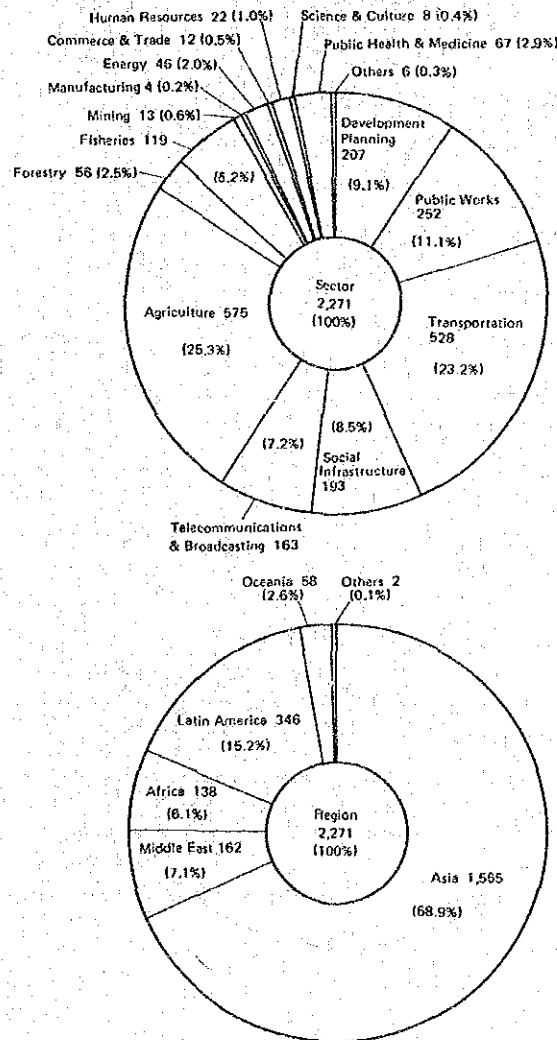 Human Resources 22 (1.0%)
Science & Culture 8 (0.4%)
Commerce & Trade 12 (0.5%)
Public Health & Medicine 67 (2.9%)
Energy 46 (2.0%)
Others 6 (0.3%)
Manufacturing 4 (0.2%)
Mining 13 (0.6%)
Fisheries 119
(5.2%)
Forestry 56 (2.5%)
Development
Planning
207
(9.1%)
Public Works
252
(11.1%)
Sector
2,271
(100%)
Agriculture 575
(25.3%)
Transportation
528
(23.2%)
(7.2%)
(8.5%)
Social
Infrastructure
193
Telecommunications
& Broadcasting 163
Oceania 58
(2.6%)
Others 2
(0.1%)
Latin America 346
(15.2%)
Africa 138
(6.1%)
Middle East 162
(7.1%)
Region
2,271
(100%)
Asia 1,565
(68.9%)